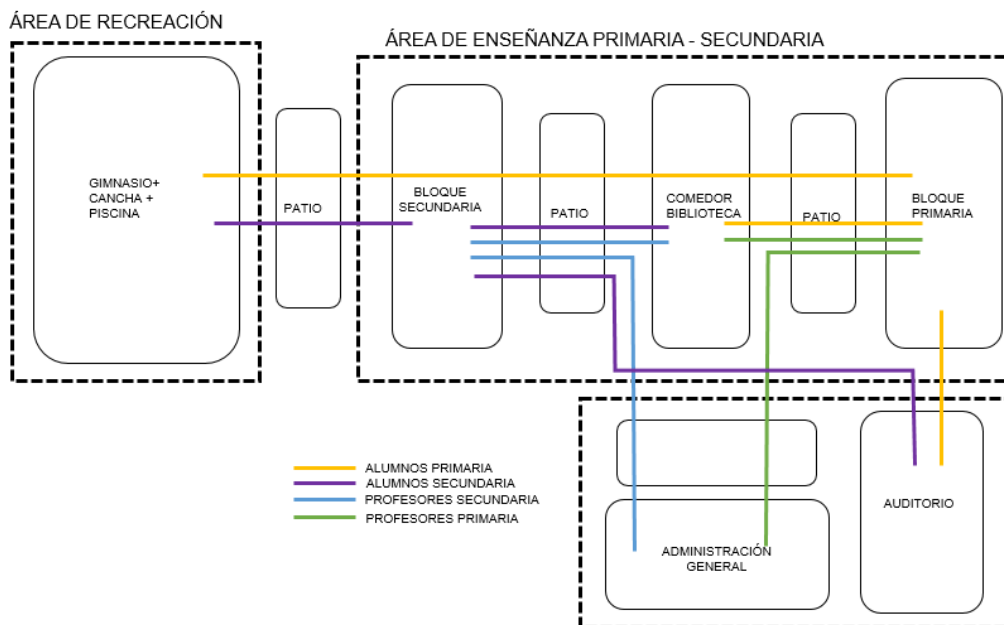 ÁREA DE RECREACIÓN
ÁREA DE ENSEÑANZA PRIMARIA - SECUNDARIA
GIMNASIO+
CANCHA +
PISCINA
PATIO
BLOQUE
SECUNDARIA
PATIO
COMEDOR
BIBLIOTECA
PATIO
BLOQUE
PRIMARIA
ALUMNOS PRIMARIA
ALUMNOS SECUNDARIA
PROFESORES SECUNDARIA
PROFESORES PRIMARIA
ADMINISTRACIÓN
GENERAL
AUDITORIO